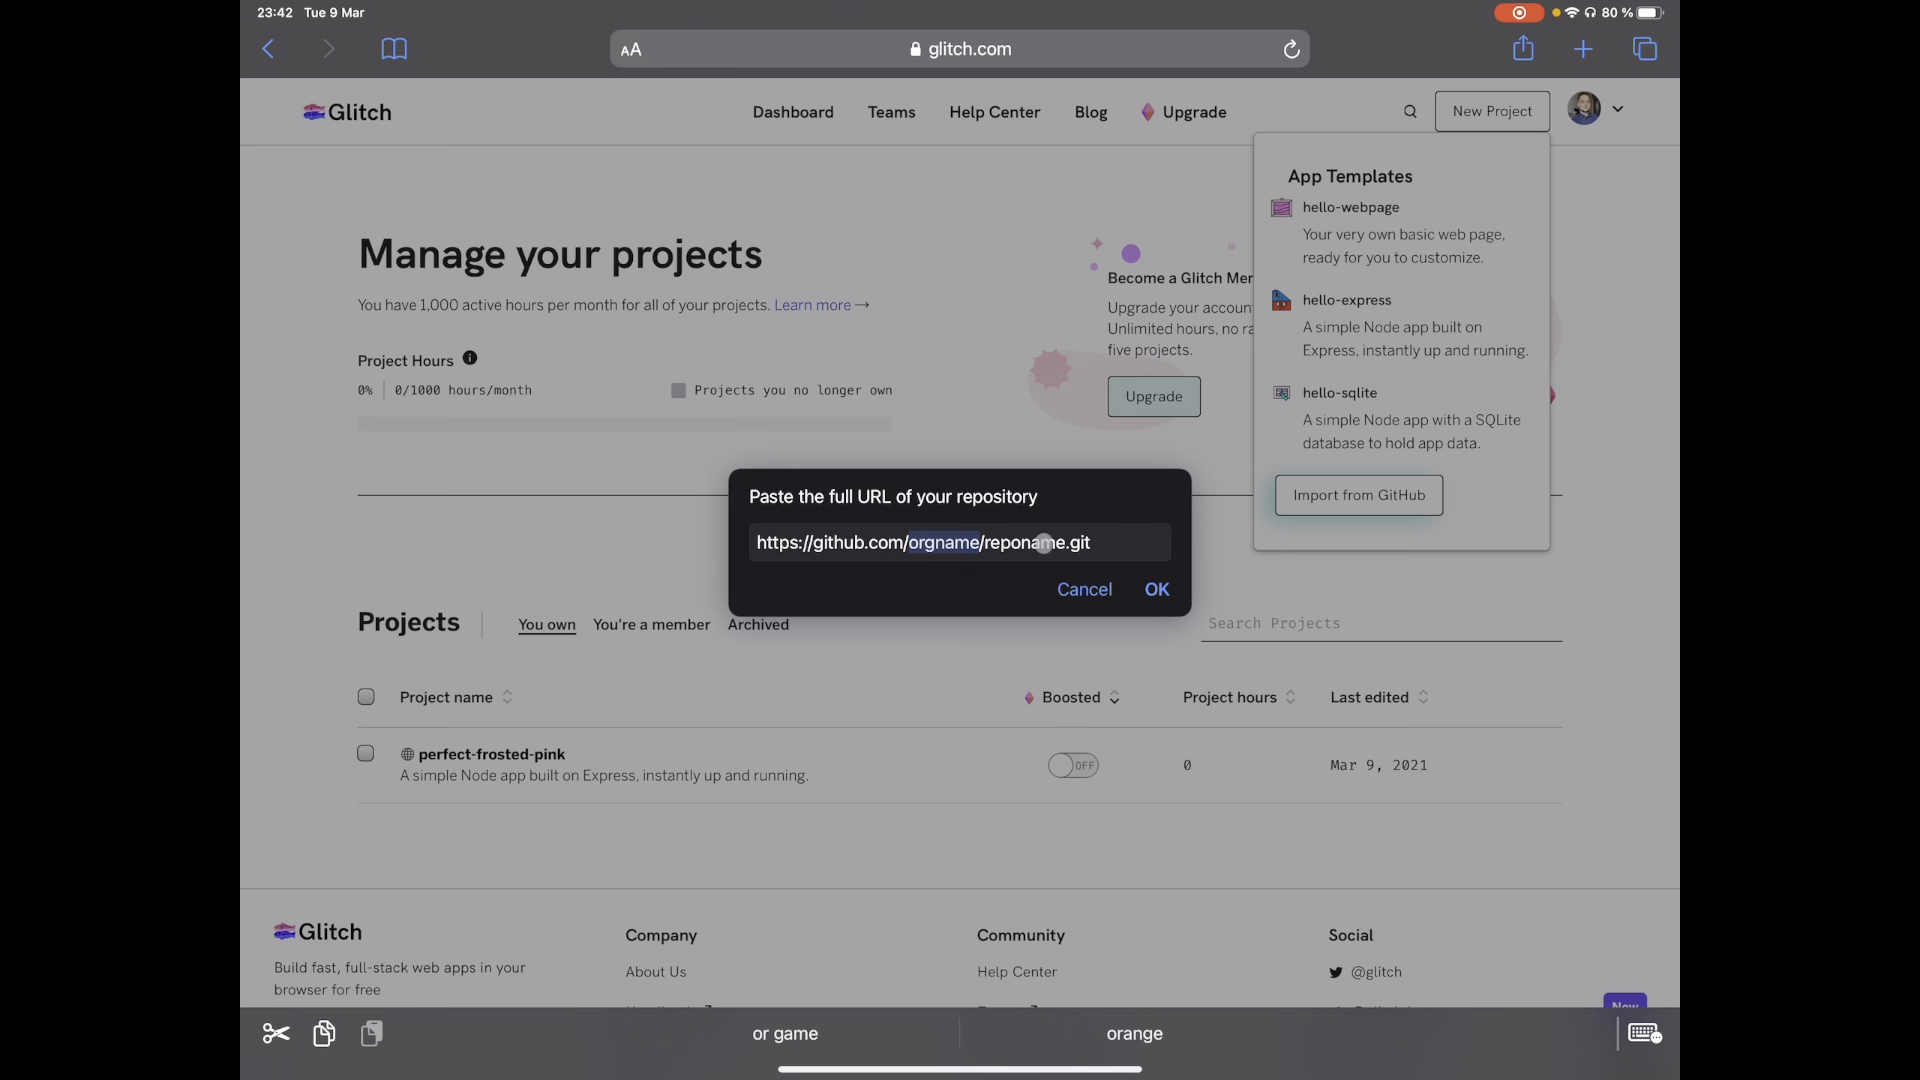 23:42 Tue 9 Mar
80 %
AA
glitch.com
Glitch
Dashboard
Teams
Help Center
Blog
Upgrade
New Project
App Templates
hello-webpage
Your very own basic web page,
ready for you to customize.
hello-express
A simple Node app built on
Express, instantly up and running.
hello-sqlite
A simple Node app with a SQLite
database to hold app data.
Import from GitHub
Manage your projects
You have 1,000 active hours per month for all of your projects. Learn more →
Project Hours
0% 0/1000 hours/month
Projects you no longer own
Become a Glitch Mer
Upgrade your accoun
Unlimited hours, no ra
five projects.
Upgrade
Paste the full URL of your repository
https://github.com/orgname/reponame.git
Cancel
OK
Projects
You own
You're a member
Archived
Search Projects
Project name
Boosted
Project hours
Last edited
perfect-frosted-pink
A simple Node app built on Express, instantly up and running.
OFF
0
Mar 9, 2021
Glitch
Build fast, full-stack web apps in your
browser for free
Company
About Us
Community
Help Center
Social
@glitch
or game
orange